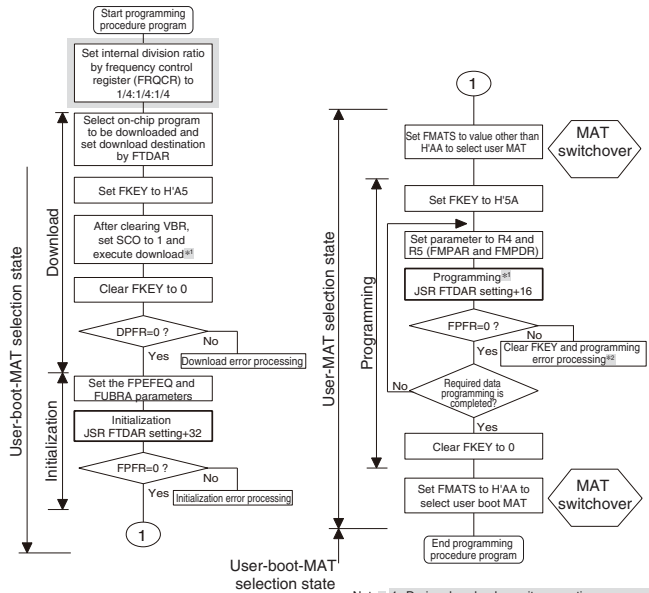 Start programming
procedure program
Set internal division ratio
by frequency control
register (FRQCR) to
1/4:1/4:1/4
Select on-chip program
to be downloaded and
set download destination
by FTDAR
Set FKEY to H'A5
After clearing VBR,
set SCO to 1 and
execute download*1
Clear FKEY to 0
DPFR=0 ?
No
Yes
Download error processing
Set the FPEFEQ and
FUBRA parameters
Initialization
JSR FTDAR setting+32
FPFR=0 ?
No
Yes
Initialization error processing
1
User-boot-MAT selection state
Download
Initialization
1
Set FMATS to value other than
H'AA to select user MAT
MAT
switchover
Set FKEY to H'5A
Set parameter to R4 and
R5 (FMPAR and FMPDR)
Programming*1
JSR FTDAR setting+16
FPFR=0 ?
No
Yes
Clear FKEY and programming
error processing*2
Required data
programming is
completed?
No
Yes
Clear FKEY to 0
Set FMATS to H'AA to
select user boot MAT
MAT
switchover
End programming
procedure program
User-MAT selection state
Programming
User-boot-MAT
selection state